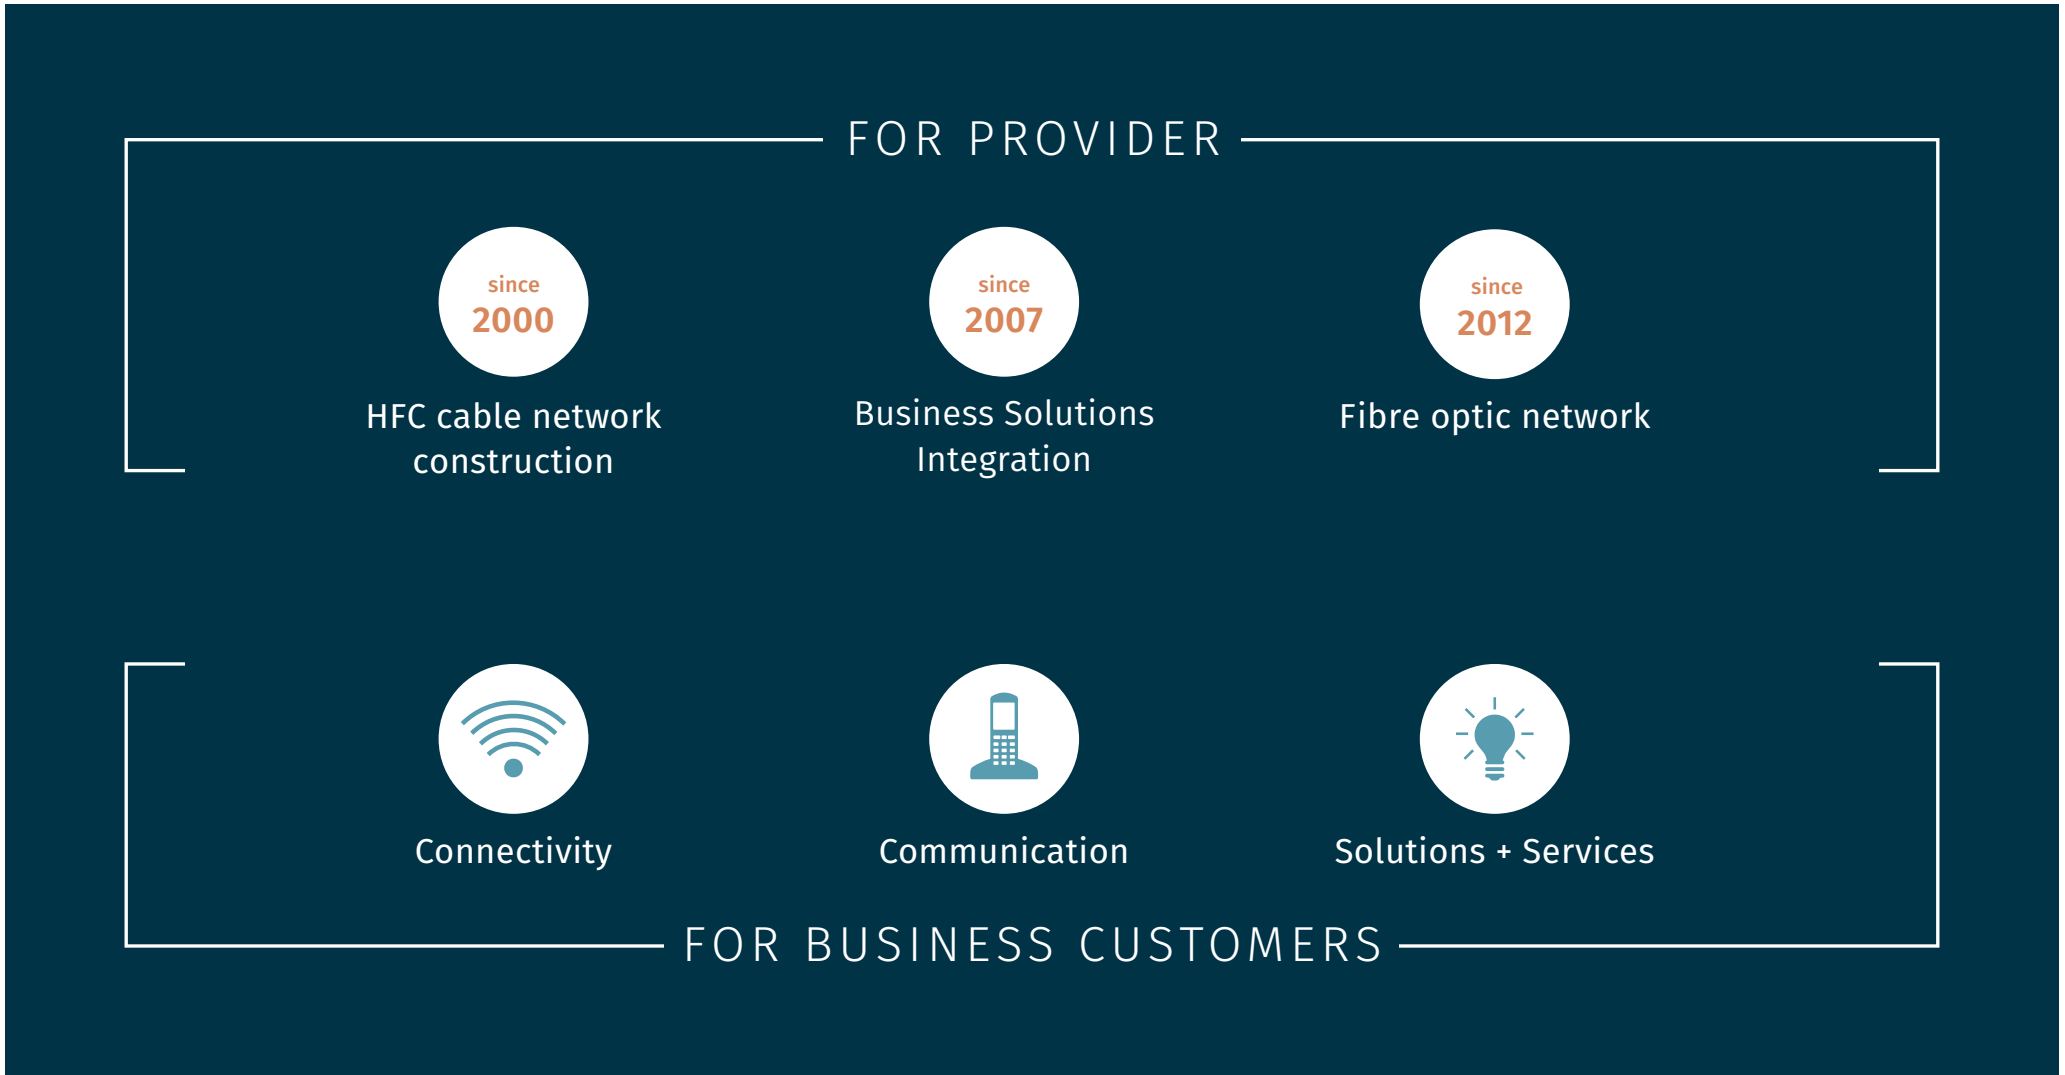 FOR PROVIDER
since
2000
HFC cable network
construction
since
2007
Business Solutions
Integration
since
2012
Fibre optic network
Connectivity
Communication
Solutions + Services
FOR BUSINESS CUSTOMERS